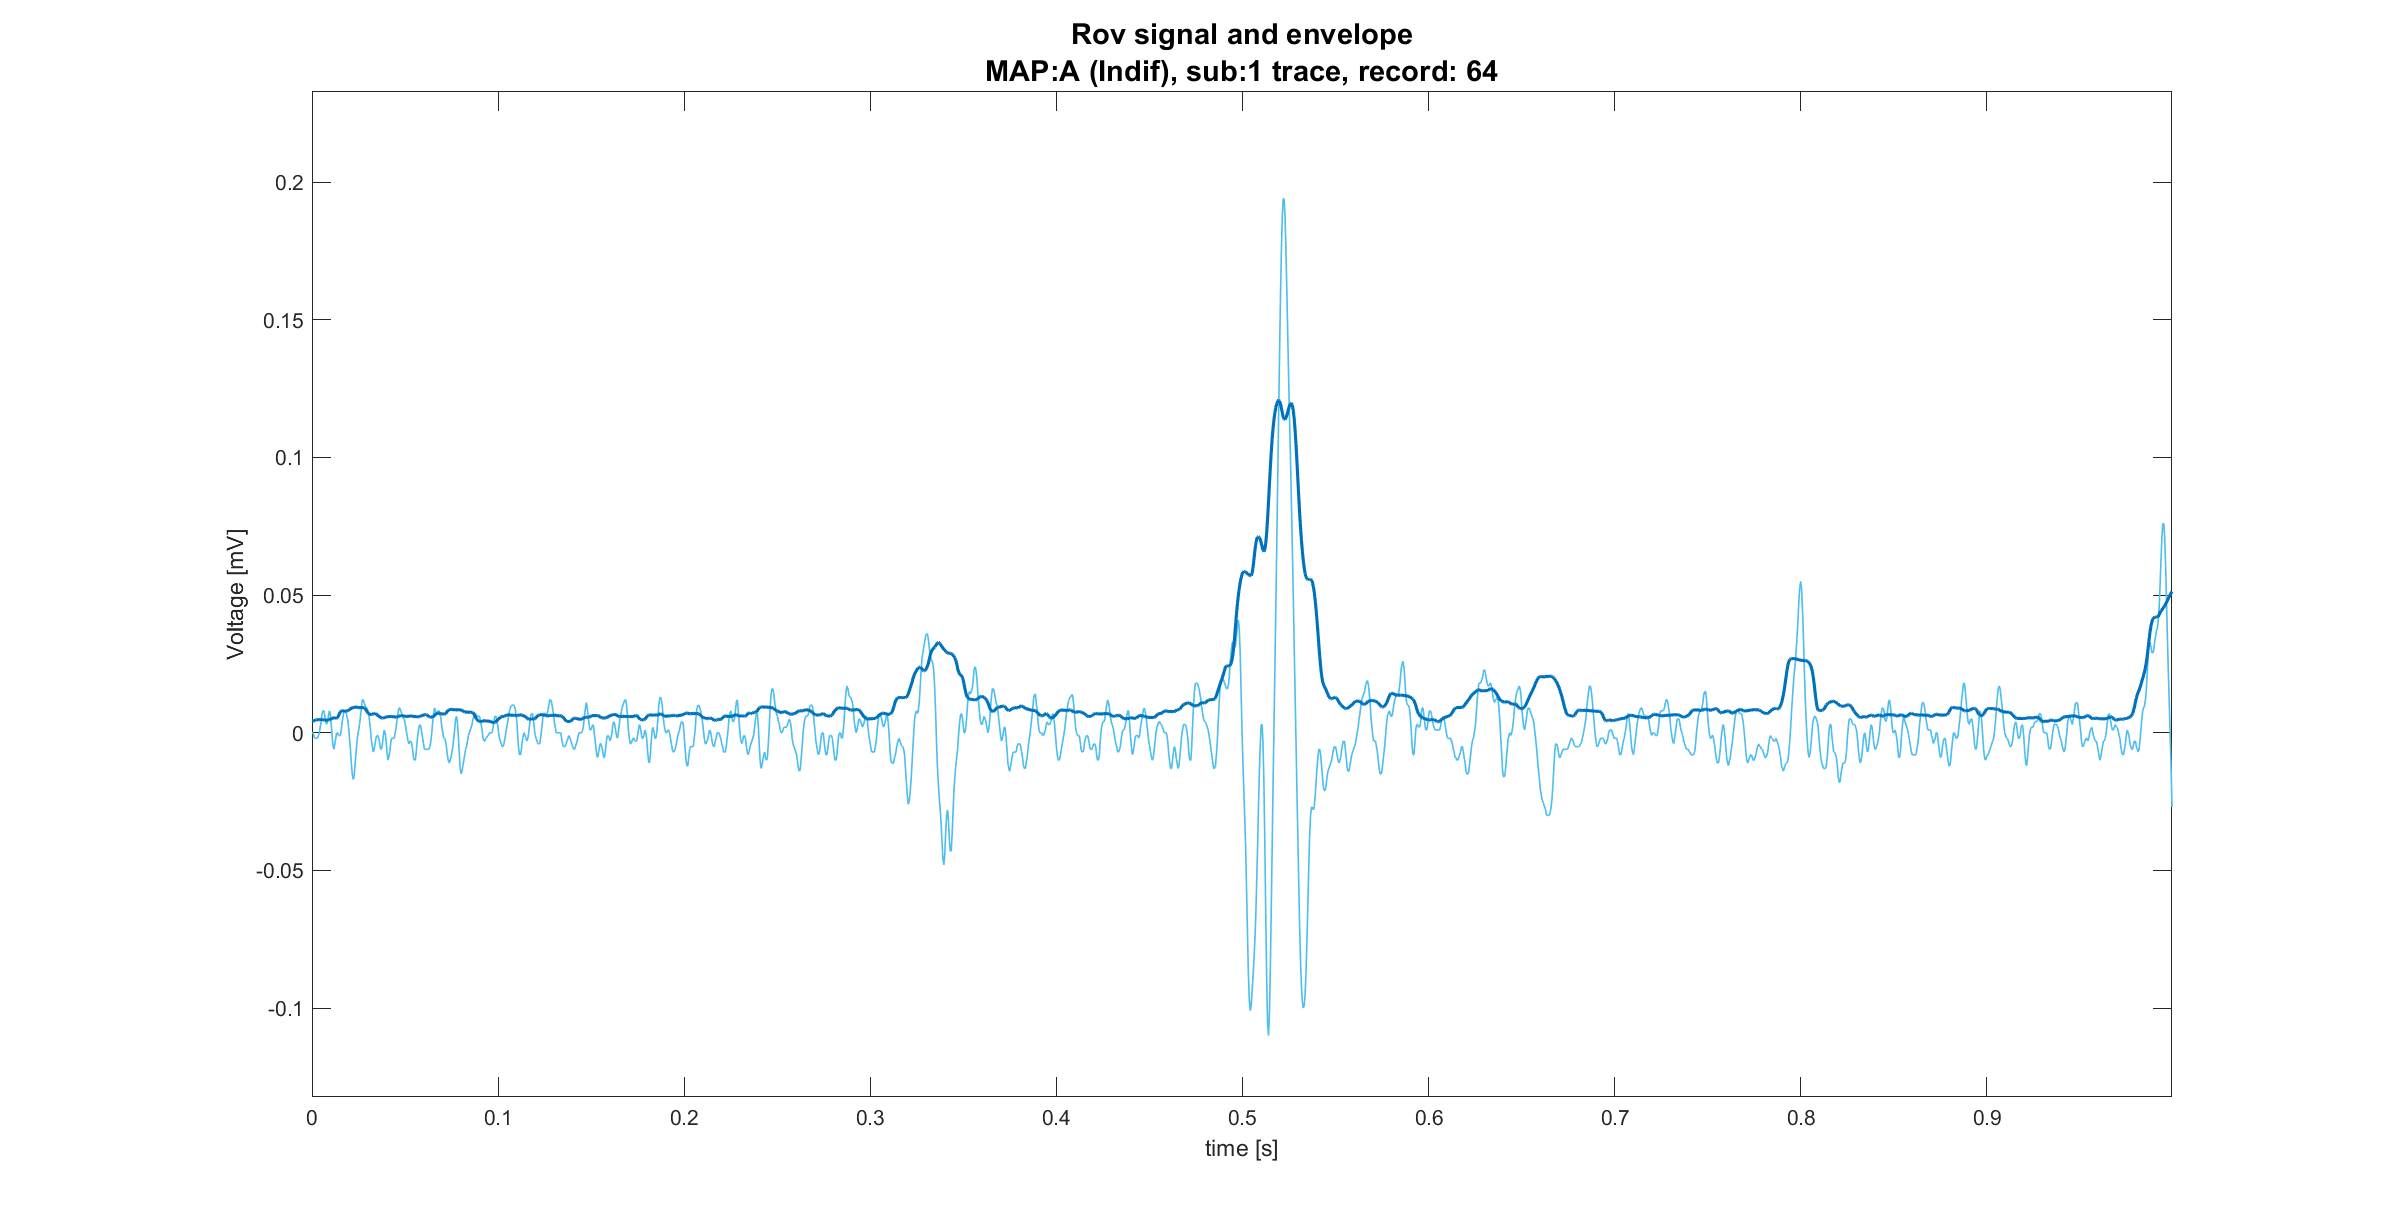 Rov signal and envelope
MAP:A (Indif), sub:1 trace, record: 64
0.2
0.15
0.1
0.05
0
-0.05
-0.1
Voltage [mV]
0 0.1 0.2 0.3 0.4 0.5 0.6 0.7 0.8 0.9
time [s]